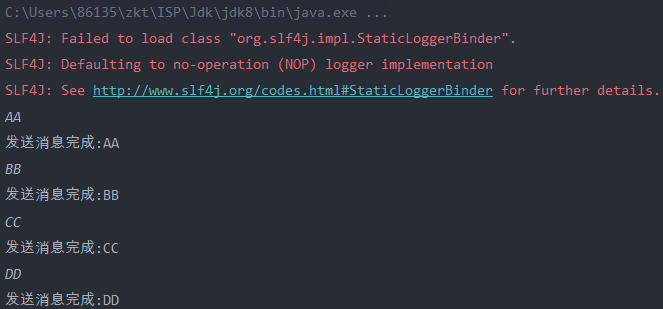 C:\Users\86135\zkt\ISP\Jdk\jdk8\bin\java.exe ...
SLF4J: Failed to load class "org.slf4j.impl.StaticLoggerBinder".
SLF4J: Defaulting to no-operation (NOP) logger implementation
SLF4J: See http://www.slf4j.org/codes.html#StaticLoggerBinder for further details.
AA
发送消息完成:AA
BB
发送消息完成:BB
CC
发送消息完成:CC
DD
发送消息完成:DD